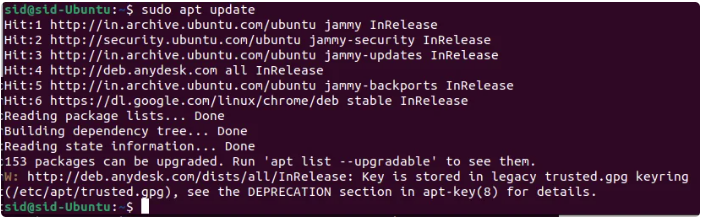 sid@sid-Ubuntu:~$ sudo apt update
Hit:1 http://in.archive.ubuntu.com/ubuntu jammy InRelease
Hit:2 http://security.ubuntu.com/ubuntu jammy-security InRelease
Hit:3 http://in.archive.ubuntu.com/ubuntu jammy-updates InRelease
Hit:4 http://deb.anydesk.com all InRelease
Hit:5 http://in.archive.ubuntu.com/ubuntu jammy-backports InRelease
Hit:6 https://dl.google.com/linux/chrome/deb stable InRelease
Reading package lists... Done
Building dependency tree... Done
Reading state information... Done
153 packages can be upgraded. Run 'apt list --upgradable' to see them.
W: http://deb.anydesk.com/dists/all/InRelease: Key is stored in legacy trusted.gpg keyring
(/etc/apt/trusted.gpg), see the DEPRECATION section in apt-key(8) for details.
sid@sid-Ubuntu:~$